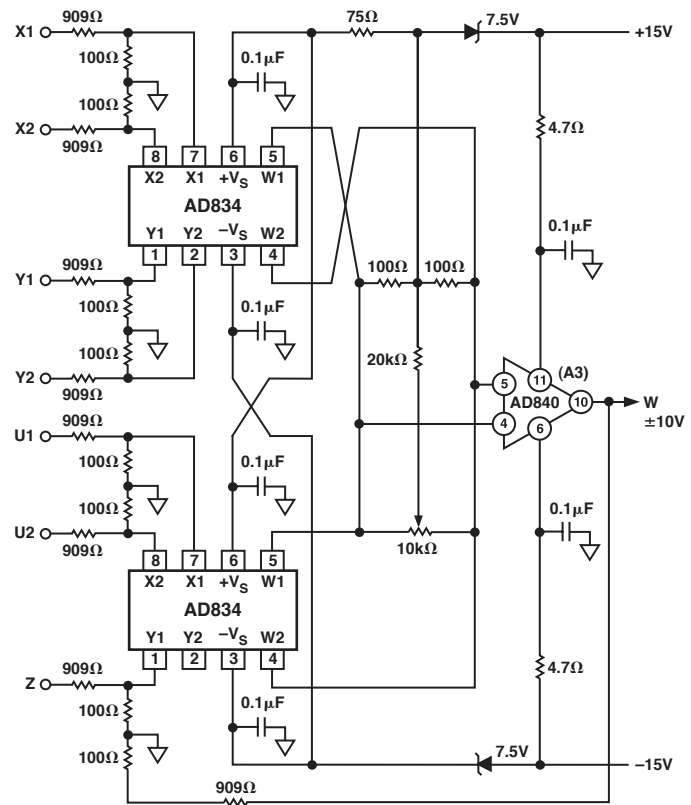 X1
909Ω
100Ω
100Ω
X2
909Ω
75Ω
7.5V
+15V
0.1μF
4.7Ω
8 7 6 5
X2 X1 +VS W1
AD834
Y1 Y2 –VS W2
1 2 3 4
0.1μF
Y1
909Ω
100Ω
100Ω
Y2
909Ω
0.1μF
100Ω 100Ω
20kΩ
5 11 (A3)
AD840
10
4
6
W
±10V
U1
909Ω
100Ω
100Ω
U2
909Ω
0.1μF
0.1μF
10kΩ
8 7 6 5
X2 X1 +VS W1
AD834
Y1 Y2 –VS W2
1 2 3 4
4.7Ω
Z
909Ω
100Ω
100Ω
0.1μF
7.5V
–15V
909Ω